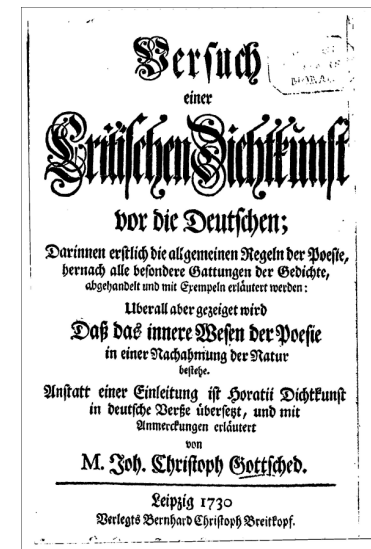 Versuch
einer
Critischen Dichtkunst
vor die Deutschen;
Darinnen erstlich die allgemeinen Regeln der Poesie,
hernach alle besondere Gattungen der Gedichte,
abgehandelt und mit Exempeln erläutert werden:
Uberall aber gezeiget wird
Daß das innere Wesen der Poesie
in einer Nachahmung der Natur
bestehe.
Anstatt einer Einleitung ist Horatii Dichtkunst
in deutsche Verße übersetzt, und mit
Anmerckungen erläutert
von
M. Joh. Christoph Gottsched.
Leipzig 1730
Verlegts Bernhard Christoph Breitkopf.